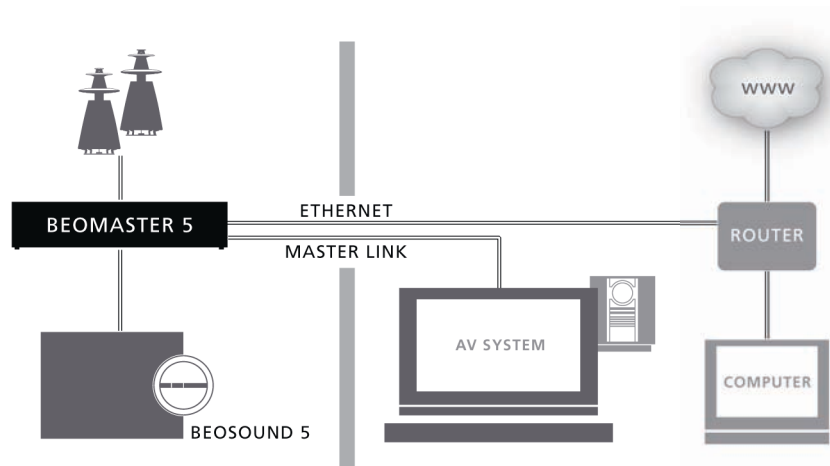 WWW
ETHERNET
BEOMASTER 5
ROUTER
MASTER LINK
AV SYSTEM
COMPUTER
BEOSOUND 5